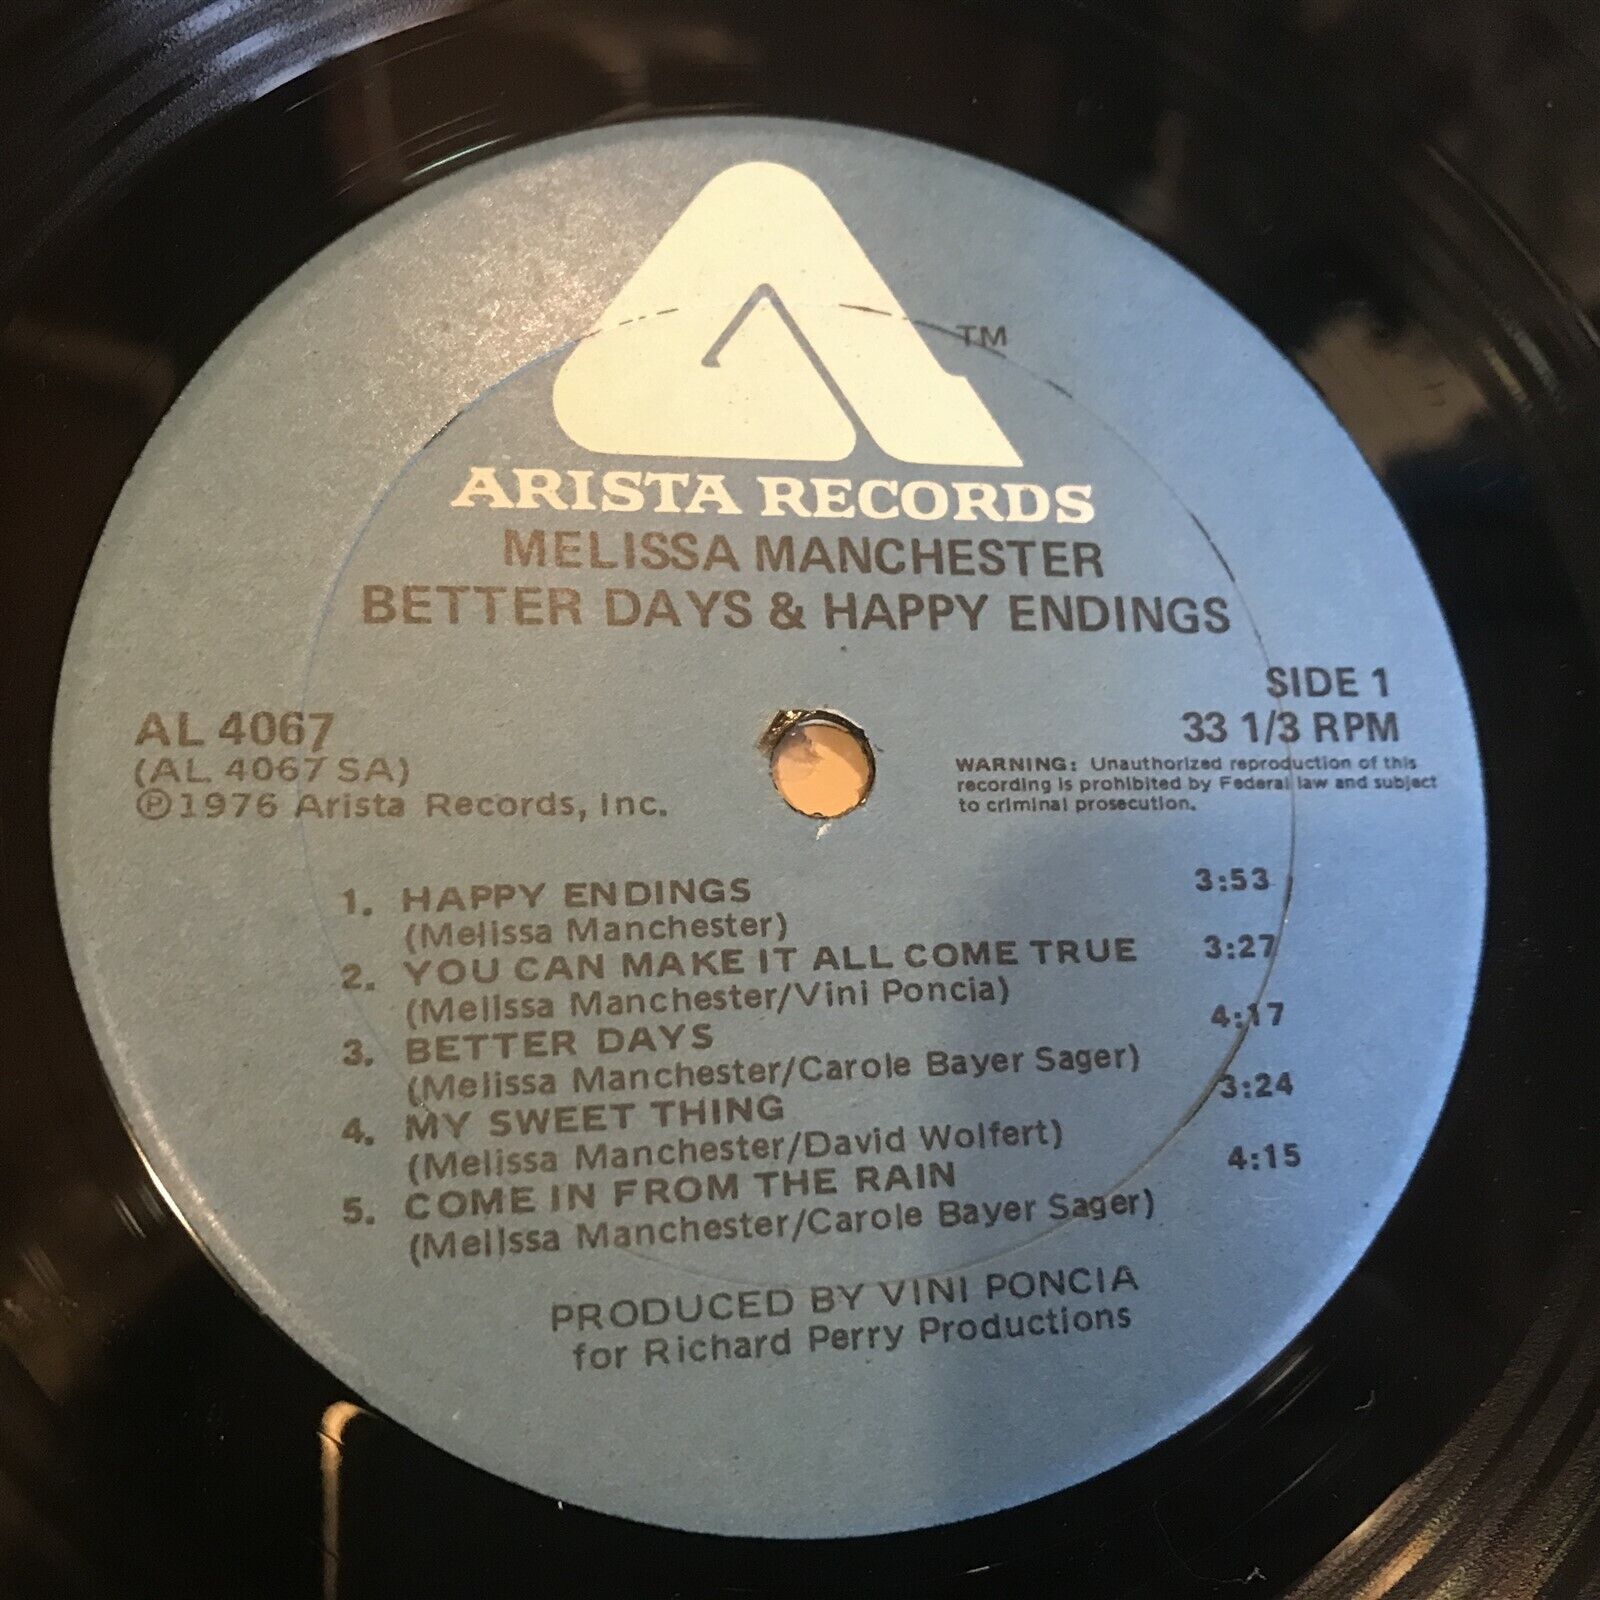 TM
ARISTA RECORDS
MELISSA MANCHESTER
BETTER DAYS & HAPPY ENDINGS
SIDE 1
33 1/3 RPM
AL 4067
(AL 4067 SA)
Ⓟ1976 Arista Records, Inc.
WARNING: Unauthorized reproduction of this
recording is prohibited by Federal law and subject
to criminal prosecution.
1. HAPPY ENDINGS 3:53
(Melissa Manchester)
2. YOU CAN MAKE IT ALL COME TRUE 3:27
(Melissa Manchester/Vini Poncia)
3. BETTER DAYS 4:17
(Melissa Manchester/Carole Bayer Sager)
4. MY SWEET THING 3:24
(Melissa Manchester/David Wolfert)
5. COME IN FROM THE RAIN 4:15
(Melissa Manchester/Carole Bayer Sager)
PRODUCED BY VINI PONCIA
for Richard Perry Productions